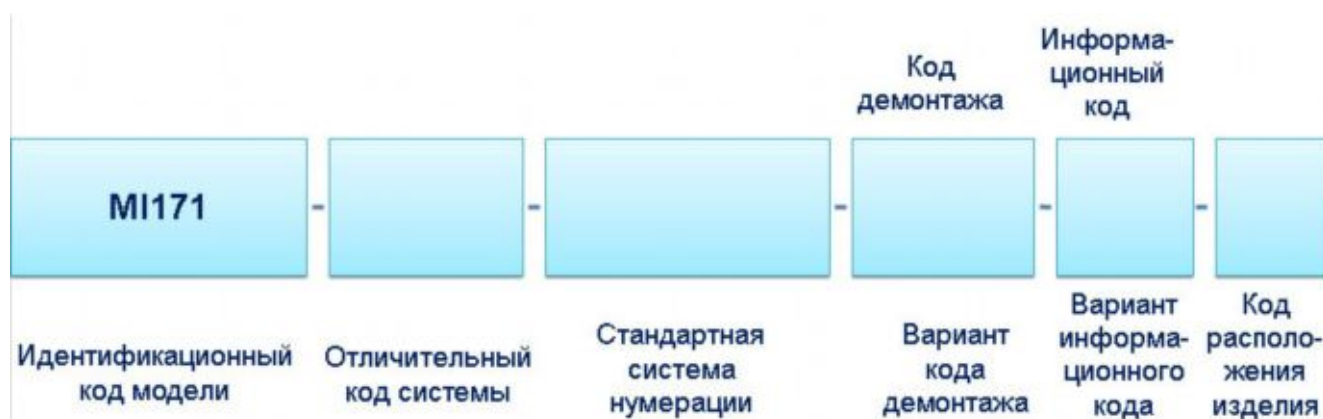 Код
демонтажа
Информа-
ционный
код
MI171
-
-
-
-
-
Идентификационный
код модели
Отличительный
код системы
Стандартная
система
нумерации
Вариант
кода
демонтажа
Вариант
информа-
ционного
кода
Код
располо-
жения
изделия